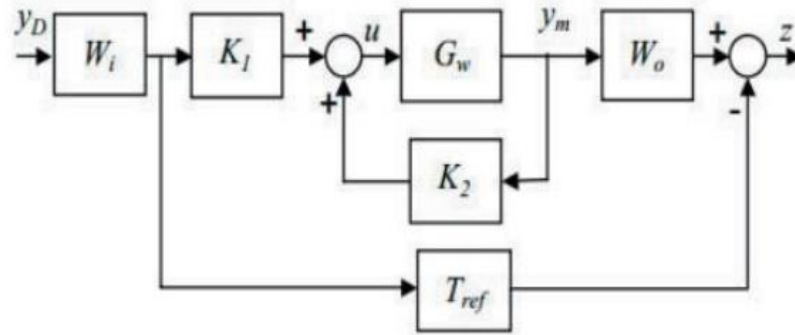 y_D
W_i
K_1
+
u
+
G_w
y_m
W_o
+
z
-
K_2
T_ref